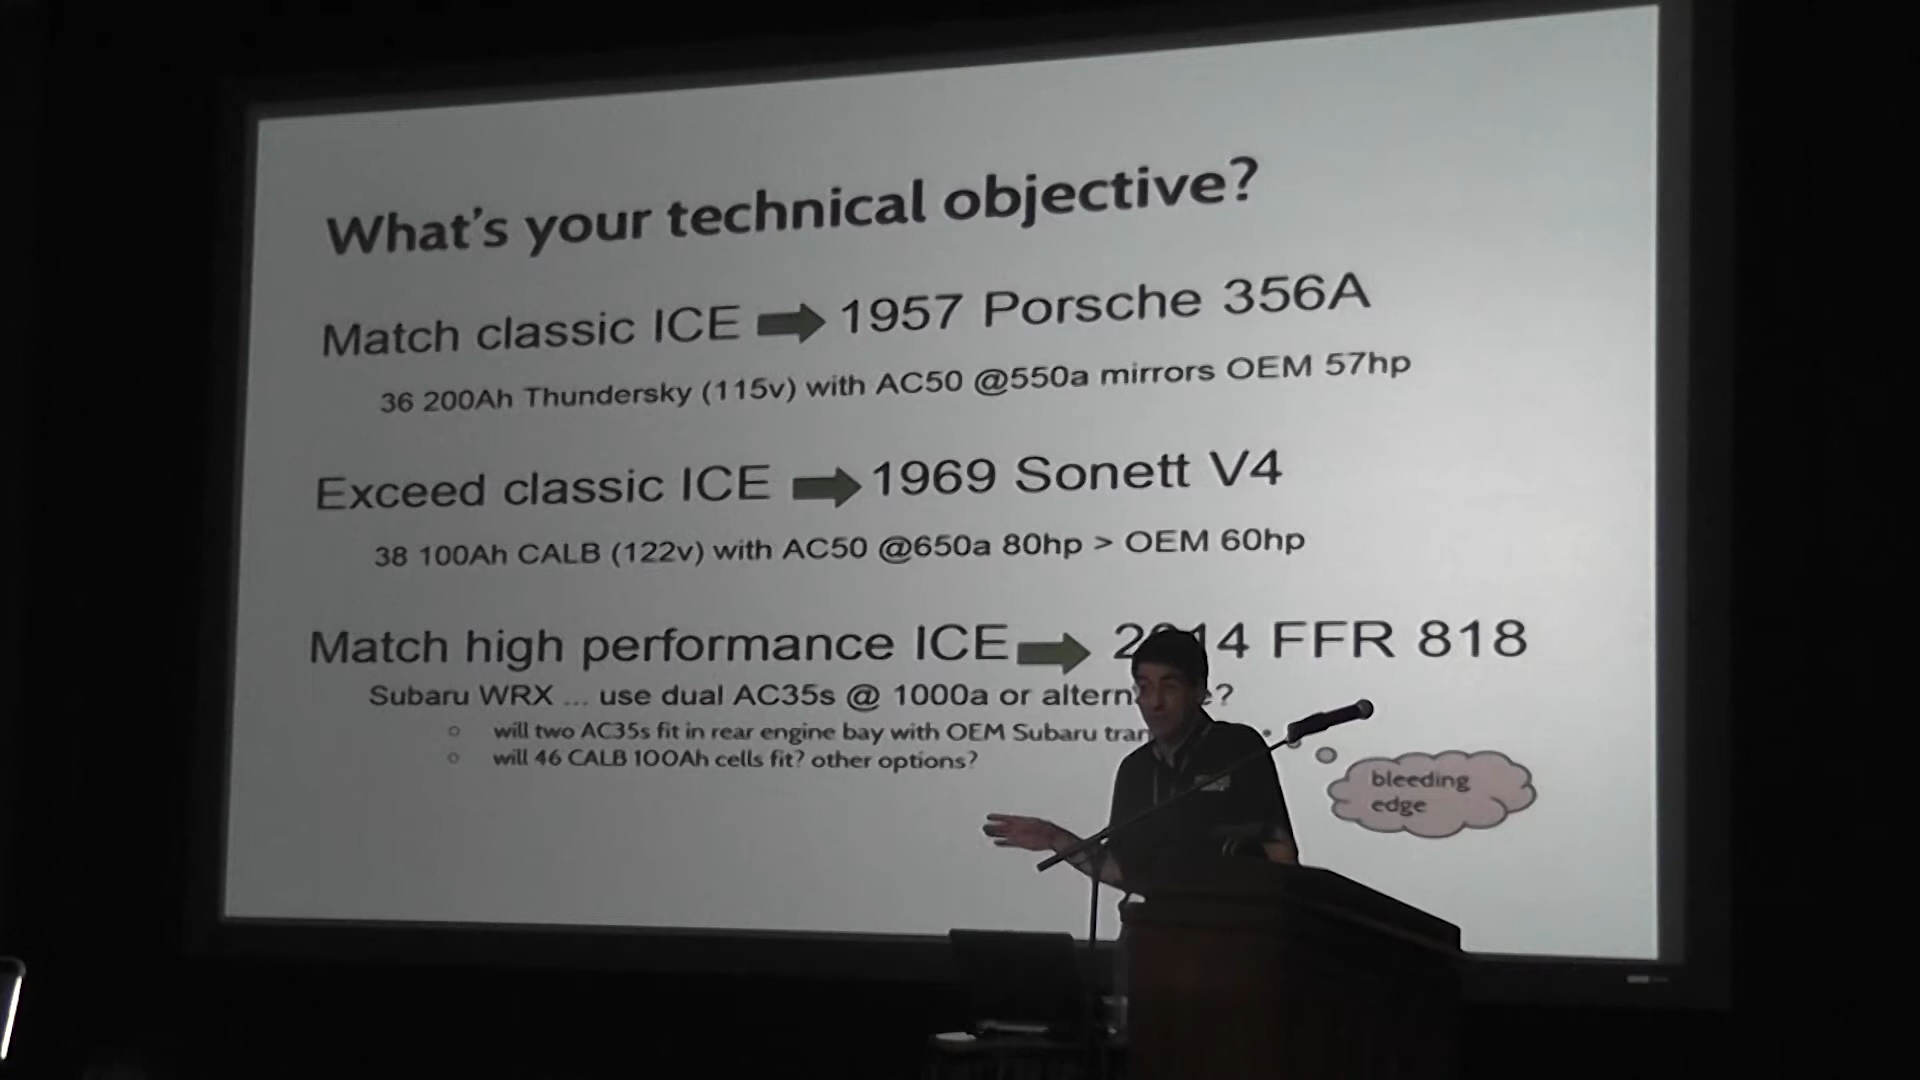 What's your technical objective?
Match classic ICE 1957 Porsche 356A
36 200Ah Thundersky (115v) with AC50 @550a mirrors OEM 57hp
Exceed classic ICE 1969 Sonett V4
38 100Ah CALB (122v) with AC50 @650a 80hp > OEM 60hp
Match high performance ICE 2014 FFR 818
Subaru WRX ... use dual AC35s @ 1000a or ?
will two AC35s fit in rear engine bay with OEM Subaru
will 46 CALB 100Ah cells fit? other options?
bleeding
edge